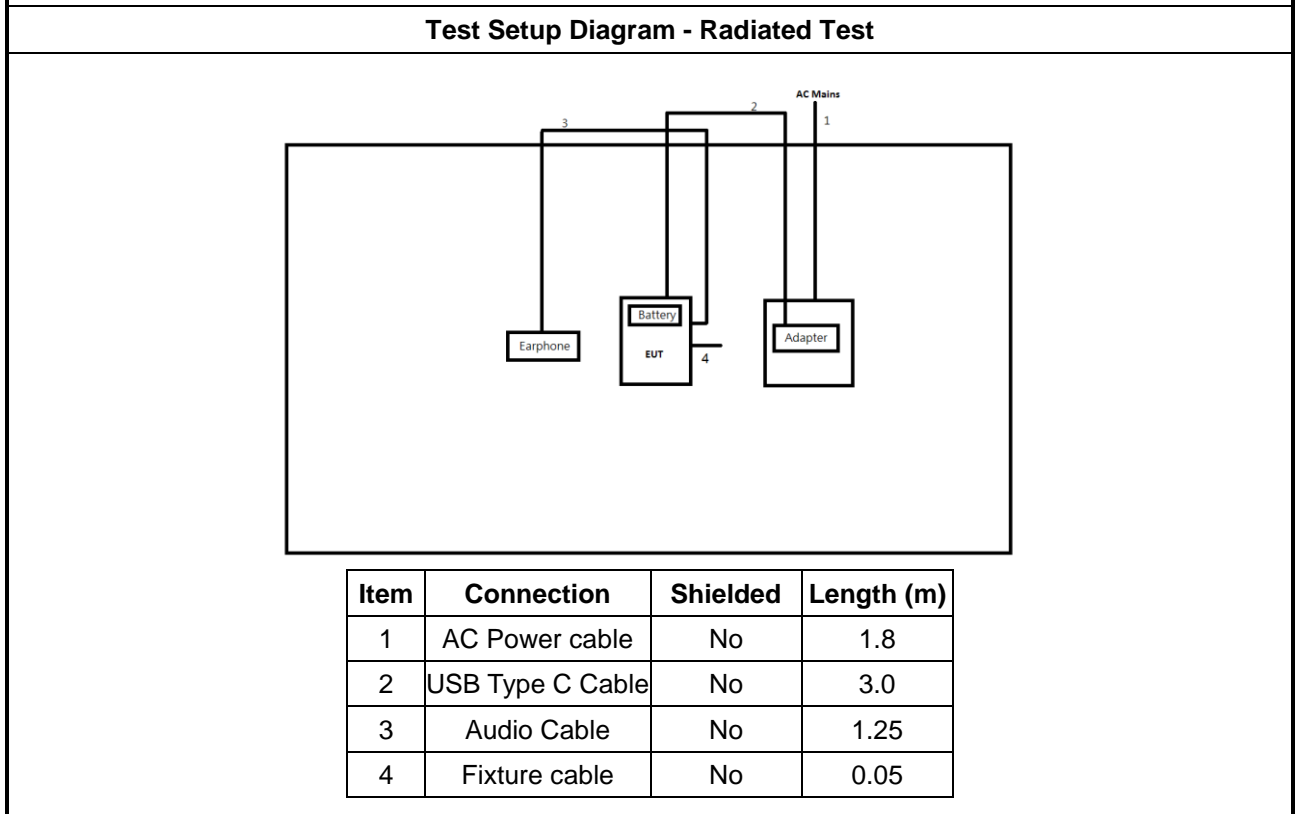 Test Setup Diagram - Radiated Test
AC Mains
2
1
3
Battery
EUT
Earphone
4
Adapter
Item Connection Shielded Length (m)
1 AC Power cable No 1.8
2 USB Type C Cable No 3.0
3 Audio Cable No 1.25
4 Fixture cable No 0.05